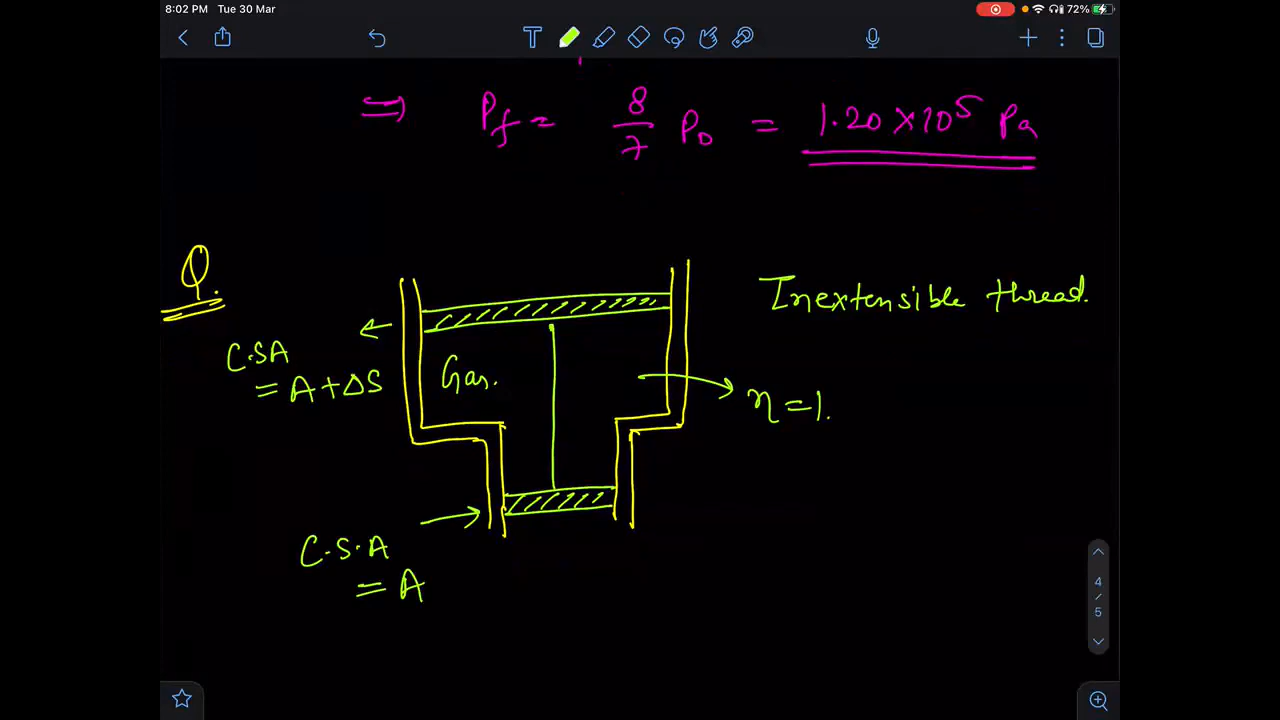 8:02 PM Tue 30 Mar
72%
⇒ Pf = 8/7 P0 = 1.20 × 10^5 Pa
Q.
Inextensible thread.
C.SA
= A + ΔS
Gas.
η = 1.
C.S.A
= A
4
5